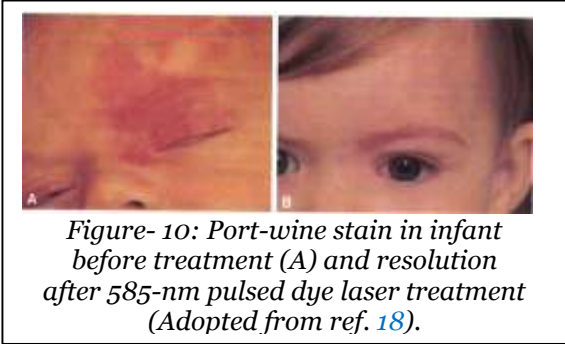 A
B
Figure- 10: Port-wine stain in infant
before treatment (A) and resolution
after 585-nm pulsed dye laser treatment
(Adopted from ref. 18).